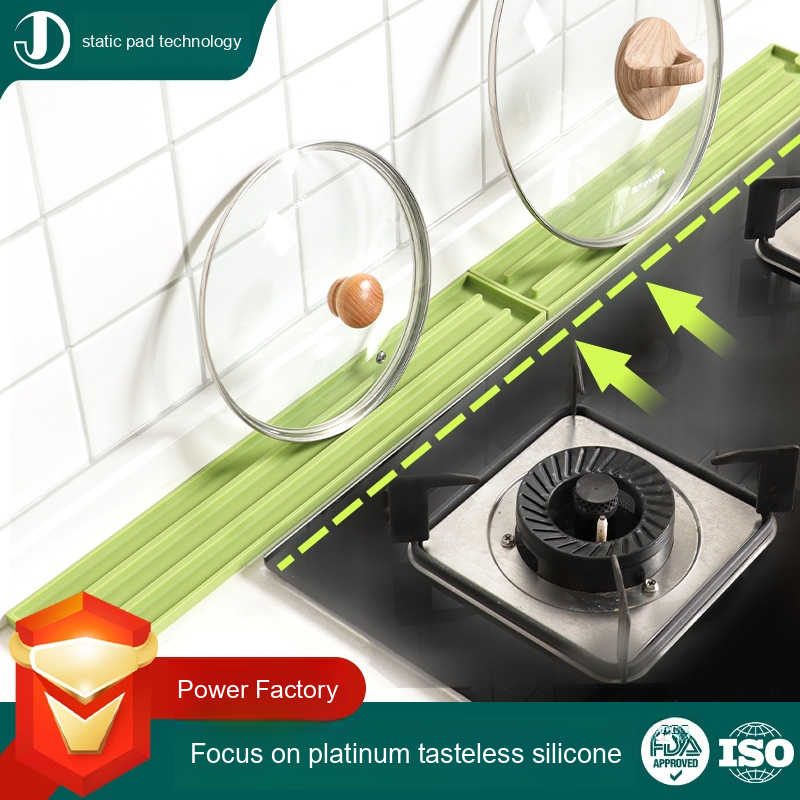 static pad technology
Power Factory
Focus on platinum tasteless silicone
FDA
APPROVED
ISO